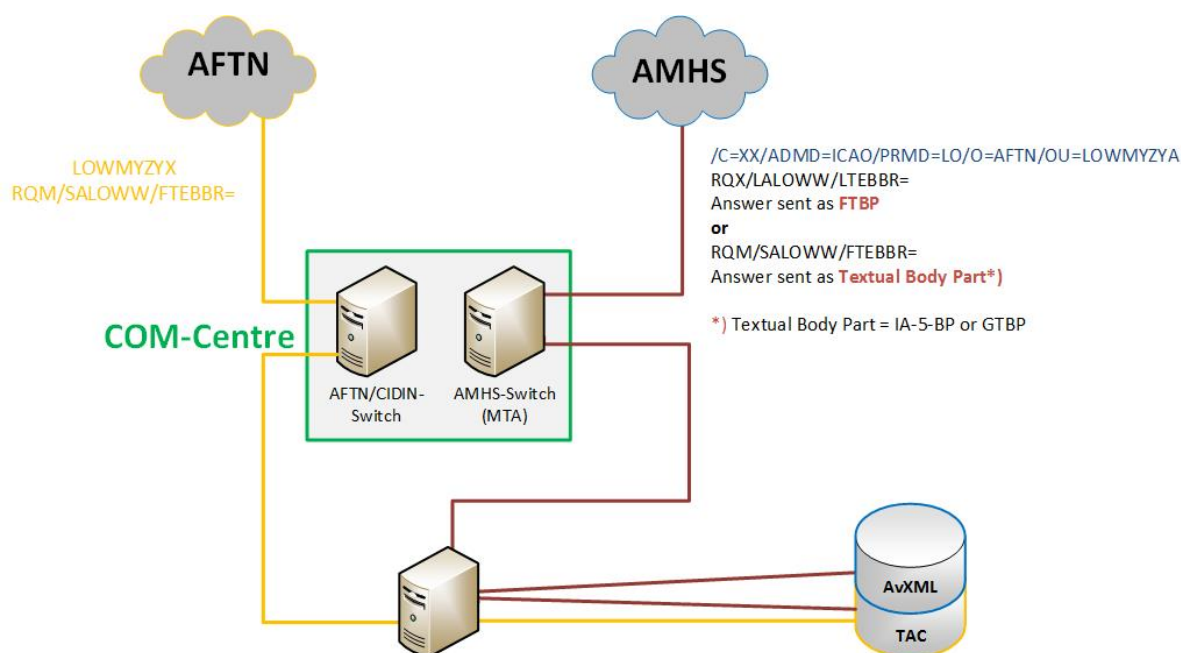 AFTN
AMHS
LOWMYZYX
RQM/SALOWW/FTEBBR=
/C=XX/ADMD=ICAO/PRMD=LO/O=AFTN/OU=LOWMYZYA
RQX/LALOWW/LTEBBR=
Answer sent as FTBP
or
RQM/SALOWW/FTEBBR=
Answer sent as Textual Body Part*)
*) Textual Body Part = IA-5-BP or GTBP
COM-Centre
AFTN/CIDIN-
Switch
AMHS-Switch
(MTA)
AvXML
TAC